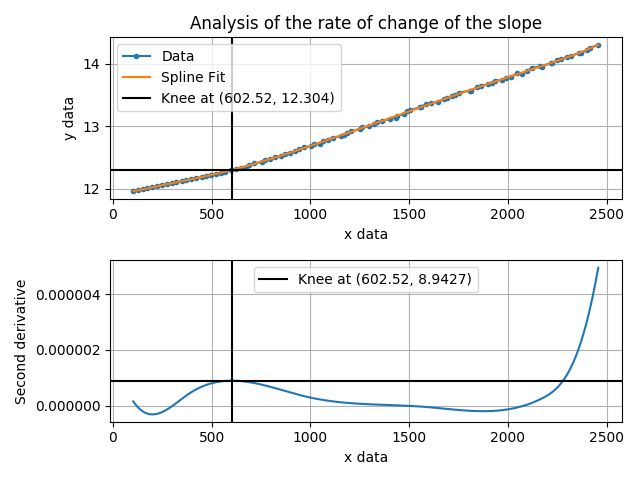 Analysis of the rate of change of the slope
Data
Spline Fit
Knee at (602.52, 12.304)
y data
14
13
12
0 500 1000 1500 2000 2500
x data
Knee at (602.52, 8.9427)
Second derivative
0.000004
0.000002
0.000000
0 500 1000 1500 2000 2500
x data